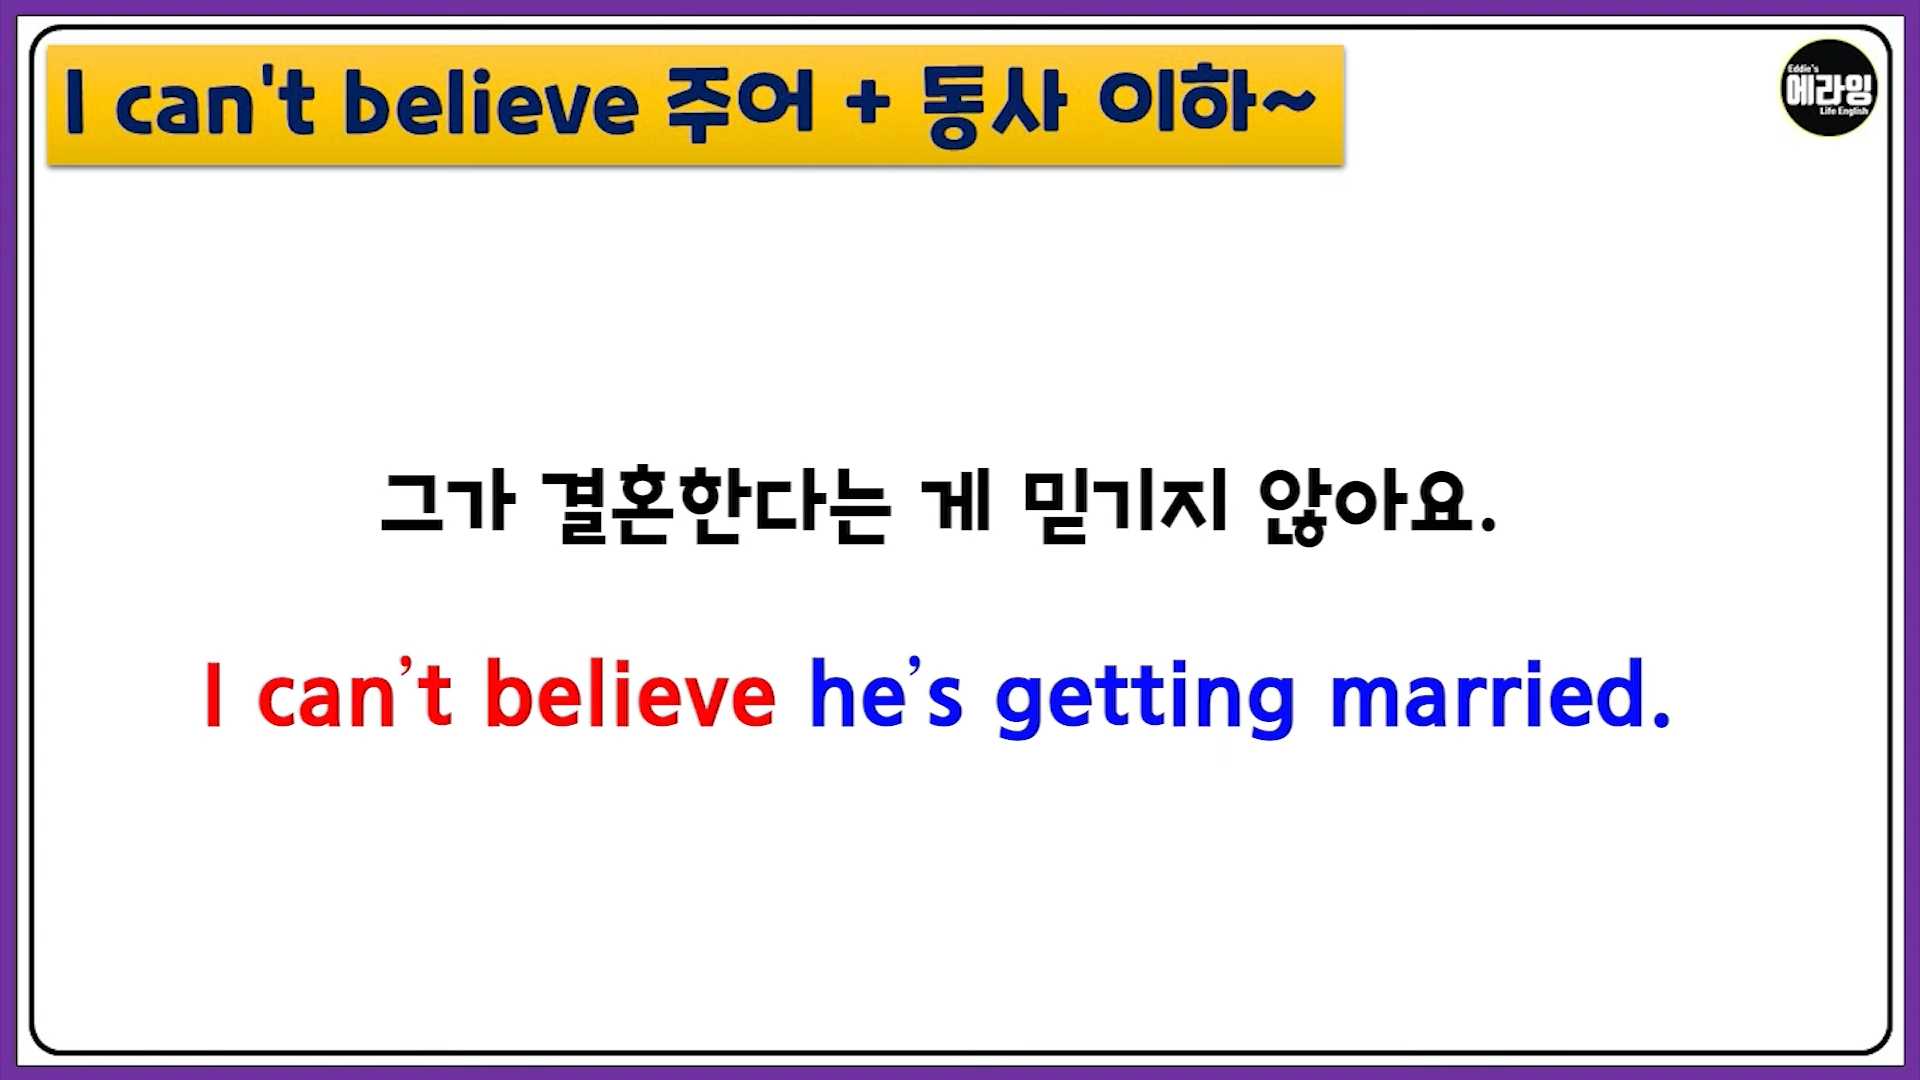 I can't believe 주어 + 동사 이하~
Eddie's
에라잉
Life English
그가 결혼한다는 게 믿기지 않아요.
I can’t believe he’s getting married.